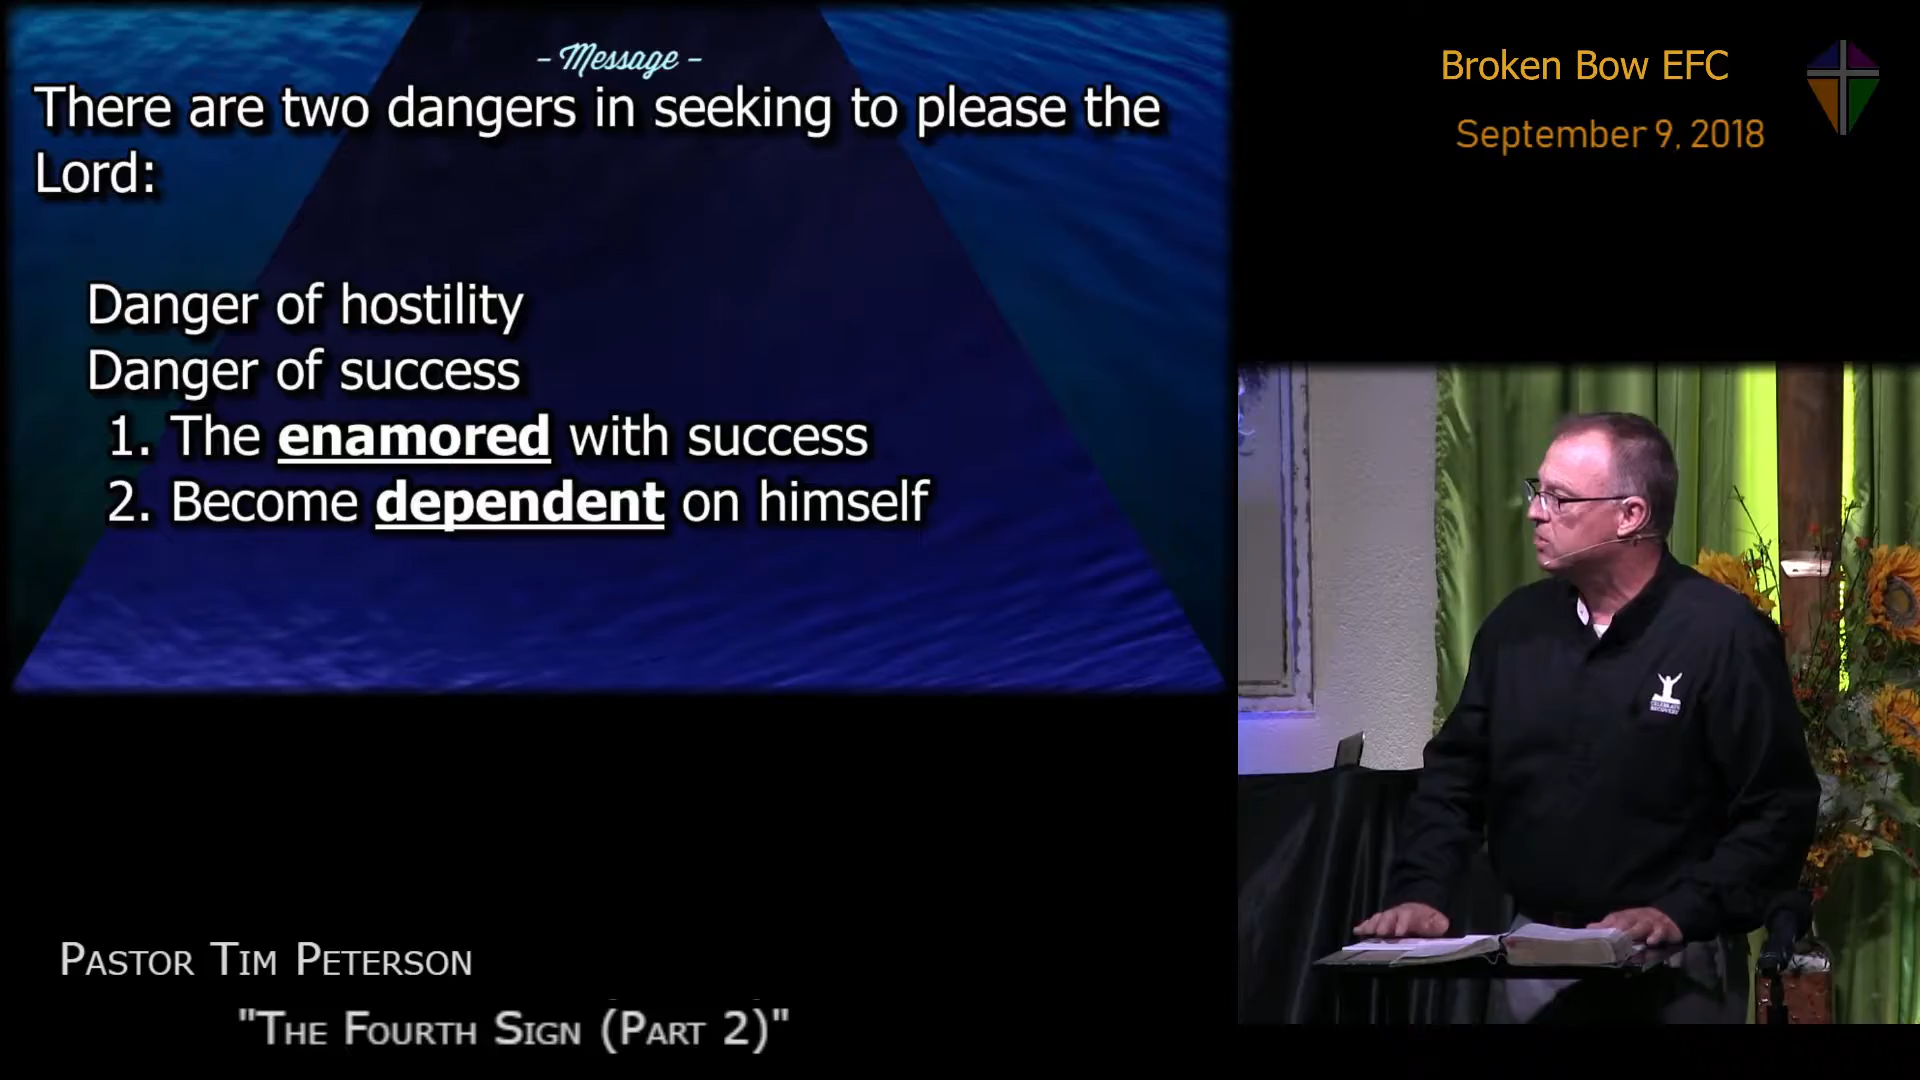 - Message -
There are two dangers in seeking to please the
Lord:
Danger of hostility
Danger of success
1. The enamored with success
2. Become dependent on himself
Broken Bow EFC
September 9, 2018
CELEBRATE
RECOVERY
PASTOR TIM PETERSON
"THE FOURTH SIGN (PART 2)"